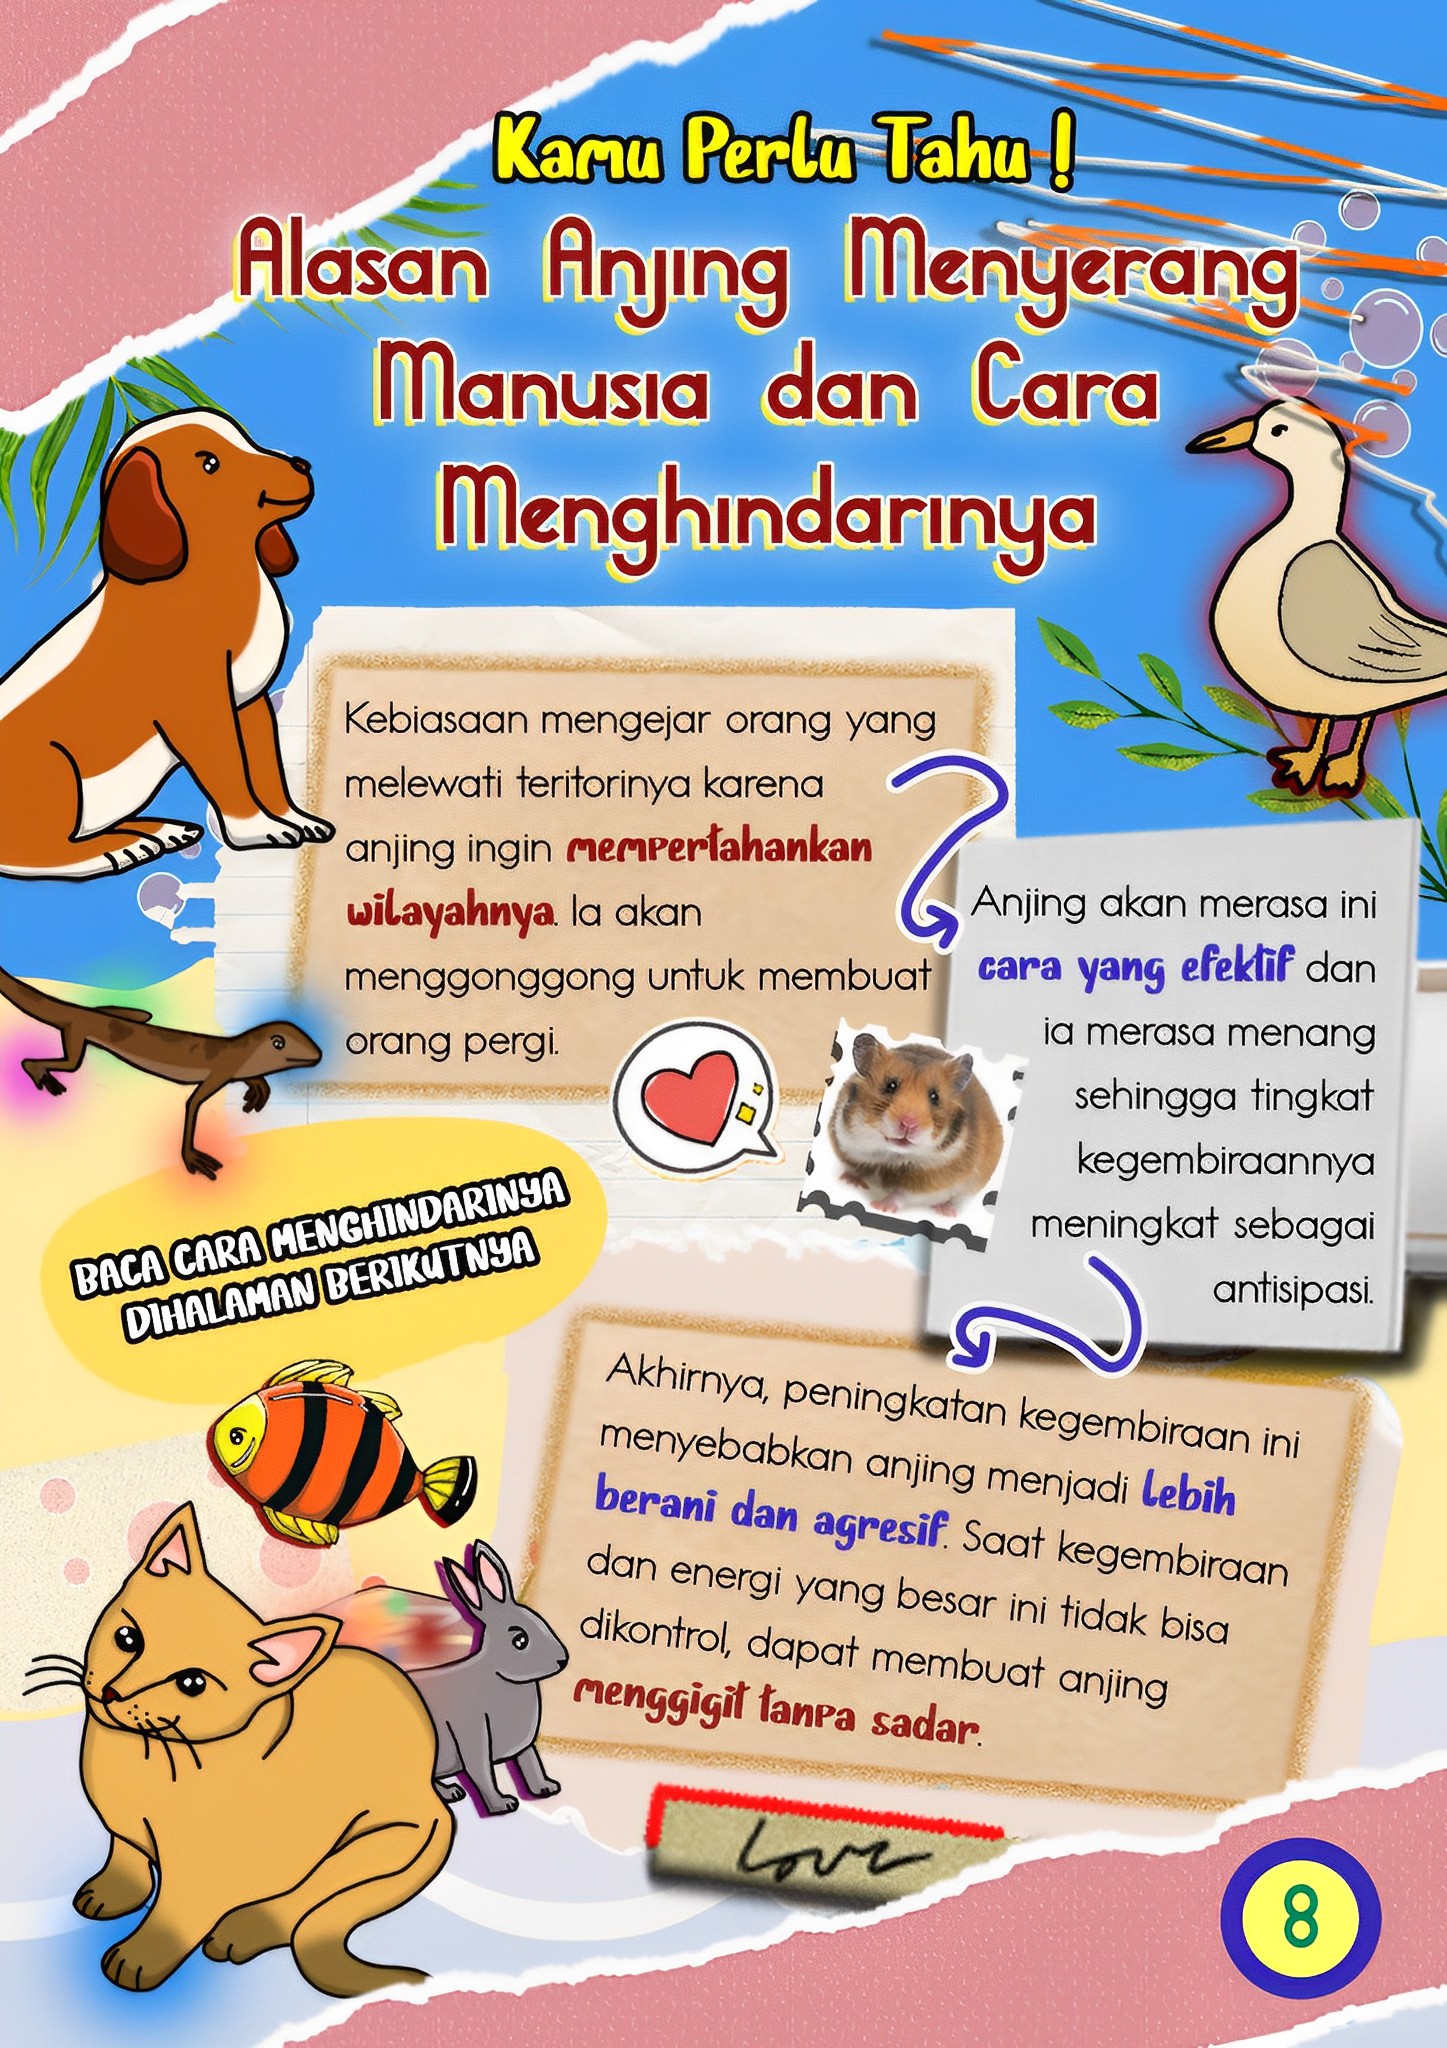 Kamu Perlu Tahu !
Alasan Anjing Menyerang
Manusia dan Cara
Menghindarinya
Kebiasaan mengejar orang yang
melewati teritorinya karena
anjing ingin mempertahankan
wilayahnya. Ia akan
menggonggong untuk membuat
orang pergi.
Anjing akan merasa ini
cara yang efektif dan
ia merasa menang
sehingga tingkat
kegembiraannya
meningkat sebagai
antisipasi.
BACA CARA MENGHINDARINYA
DIHALAMAN BERIKUTNYA
Akhirnya, peningkatan kegembiraan ini
menyebabkan anjing menjadi lebih
berani dan agresif. Saat kegembiraan
dan energi yang besar ini tidak bisa
dikontrol, dapat membuat anjing
menggigit tanpa sadar.
Love
8